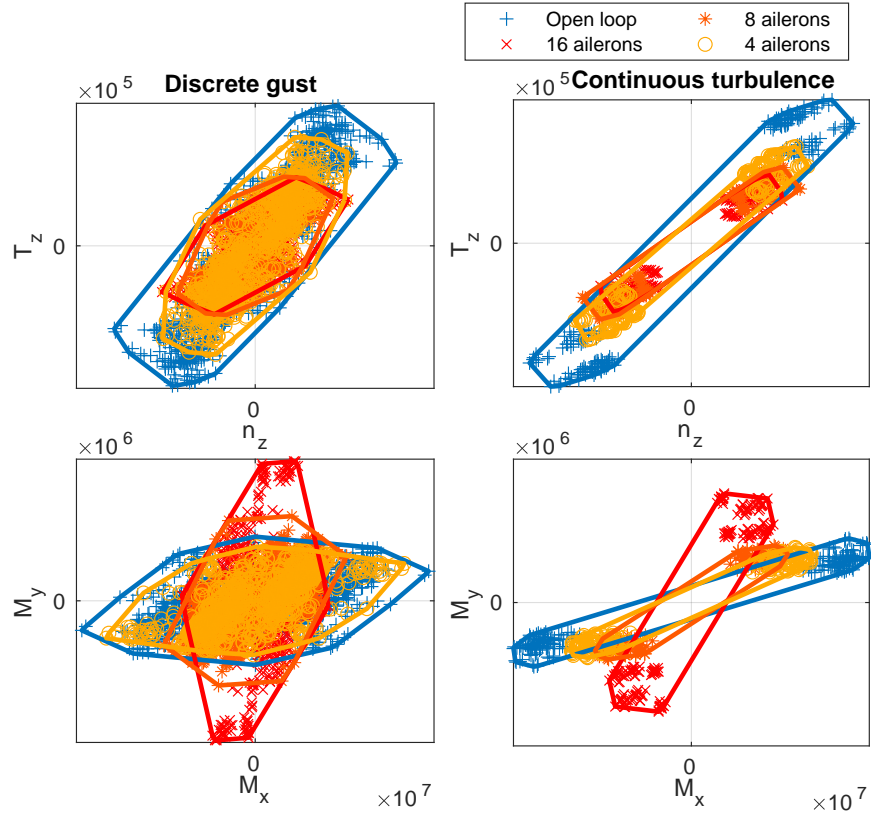 Open loop
8 ailerons
16 ailerons
4 ailerons
×10^5
Discrete gust
×10^5
Continuous turbulence
T_z
0
0
n_z
T_z
0
0
n_z
×10^6
M_y
0
0
M_x
×10^7
×10^6
M_y
0
0
M_x
×10^7